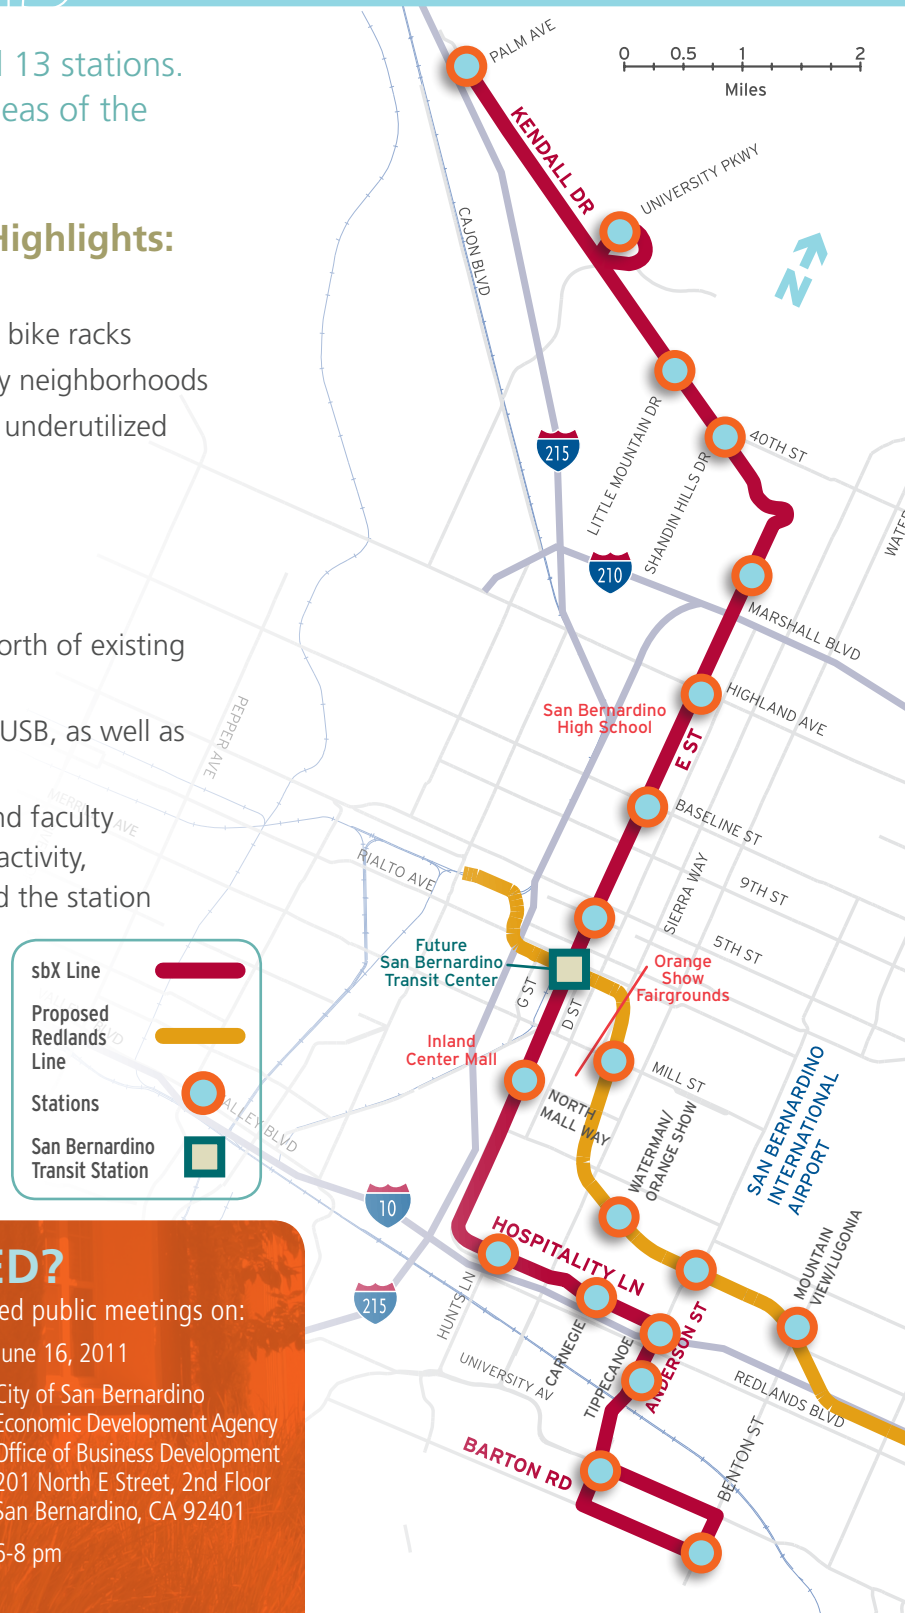 13 stations.
eas of the
Highlights:
bike racks
y neighborhoods
underutilized
orth of existing
USB, as well as
nd faculty
activity,
d the station
sbX Line
Proposed
Redlands
Line
Stations
San Bernardino
Transit Station
ED?
ed public meetings on:
une 16, 2011
City of San Bernardino
Economic Development Agency
Office of Business Development
201 North E Street, 2nd Floor
San Bernardino, CA 92401
6-8 pm
0 0.5 1 2
Miles
N
PALM AVE
KENDALL DR
UNIVERSITY PKWY
CAJON BLVD
215
LITTLE MOUNTAIN DR
SHANDIN HILLS DR
40TH ST
WATER
210
MARSHALL BLVD
San Bernardino
High School
HIGHLAND AVE
E ST
PEPPER AVE
BASELINE ST
RIALTO AVE
SIERRA WAY
9TH ST
5TH ST
Future
San Bernardino
Transit Center
G ST
D ST
Orange
Show
Fairgrounds
Inland
Center Mall
MILL ST
NORTH
MALL WAY
WATERMAN/
ORANGE SHOW
SAN BERNARDINO
INTERNATIONAL
AIRPORT
ALLEY BLVD
10
215
HOSPITALITY LN
HUNTS LN
CARNEGIE
TIPPECANOE
ANDERSON ST
MOUNTAIN
VIEW/LUGONIA
UNIVERSITY AV
REDLANDS BLVD
BARTON RD
BENTON ST